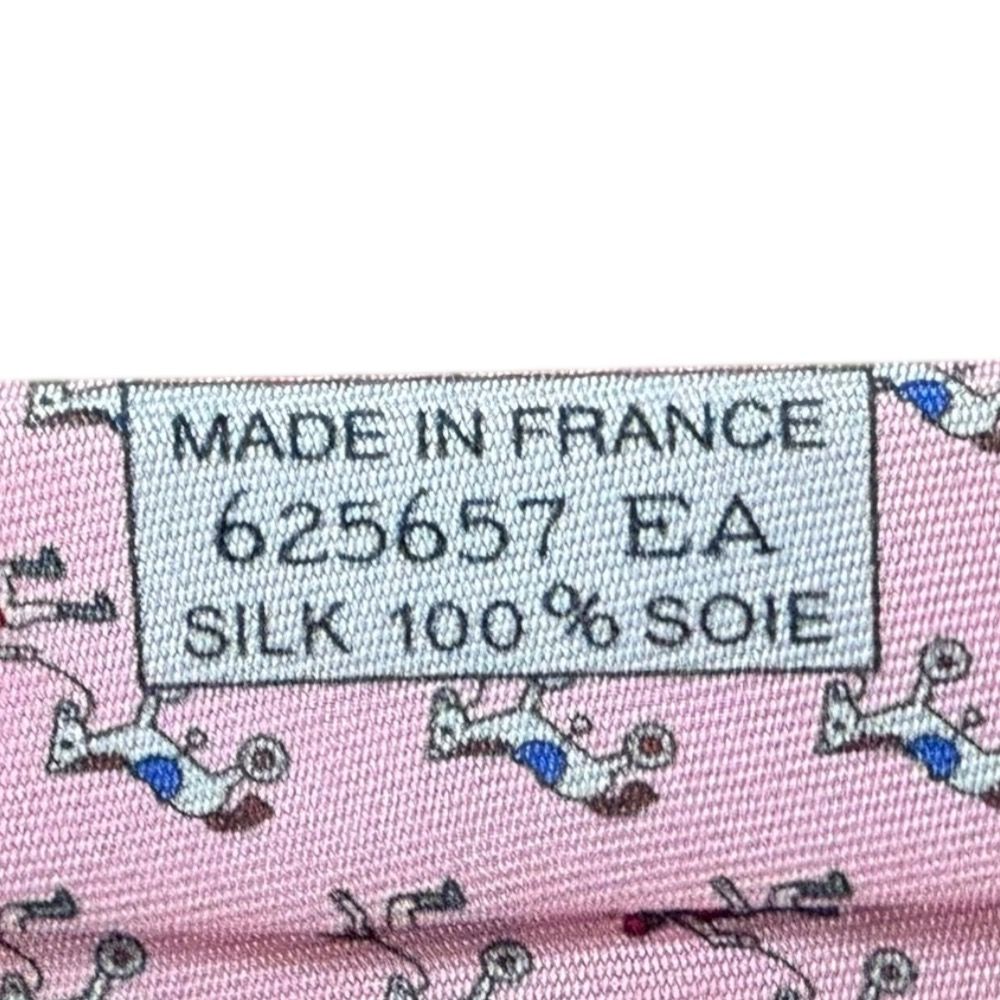 MADE IN FRANCE
625657 EA
SILK 100% SOIE